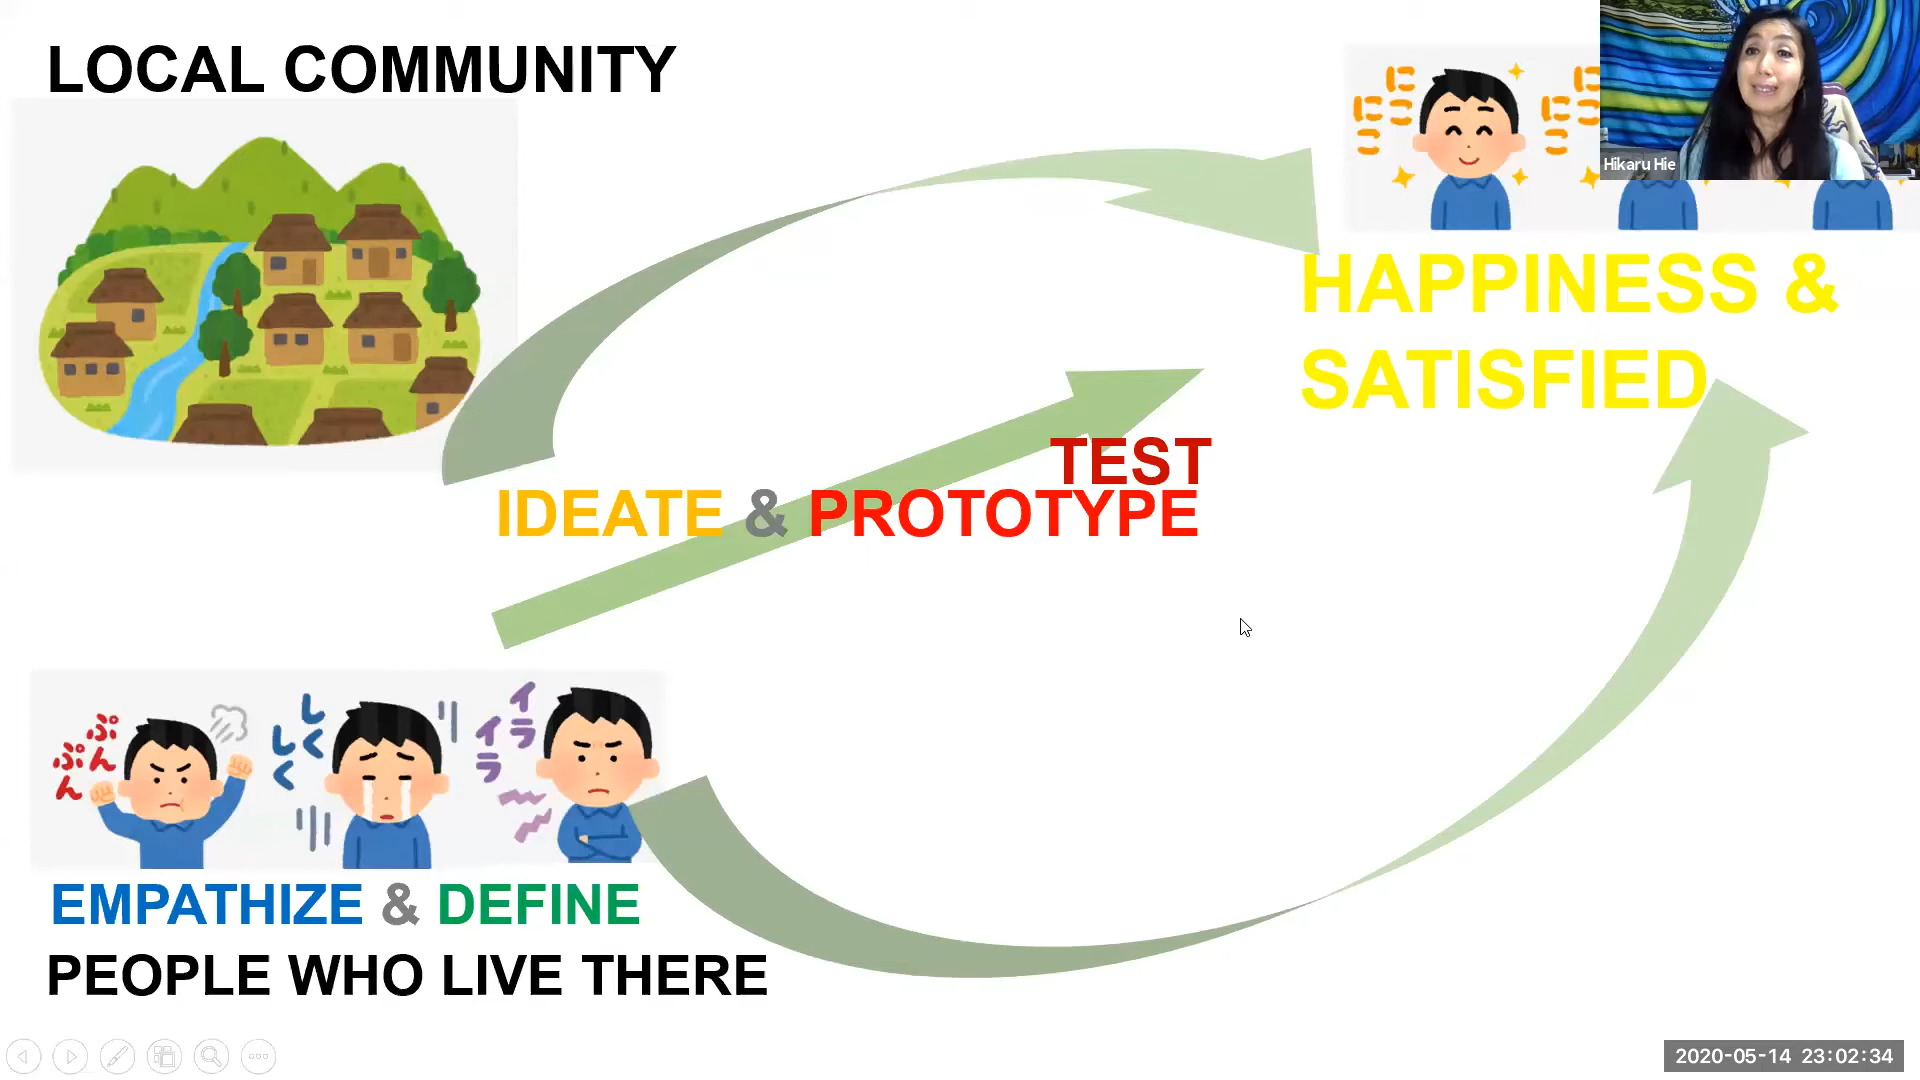 LOCAL COMMUNITY
にこ
にこ
にこ
に
Hikaru Hie
HAPPINESS &
SATISFIED
TEST
IDEATE & PROTOTYPE
ぷん
ぷん
しく
しく
イラ
イラ
EMPATHIZE & DEFINE
PEOPLE WHO LIVE THERE
2020-05-14 23:02:34